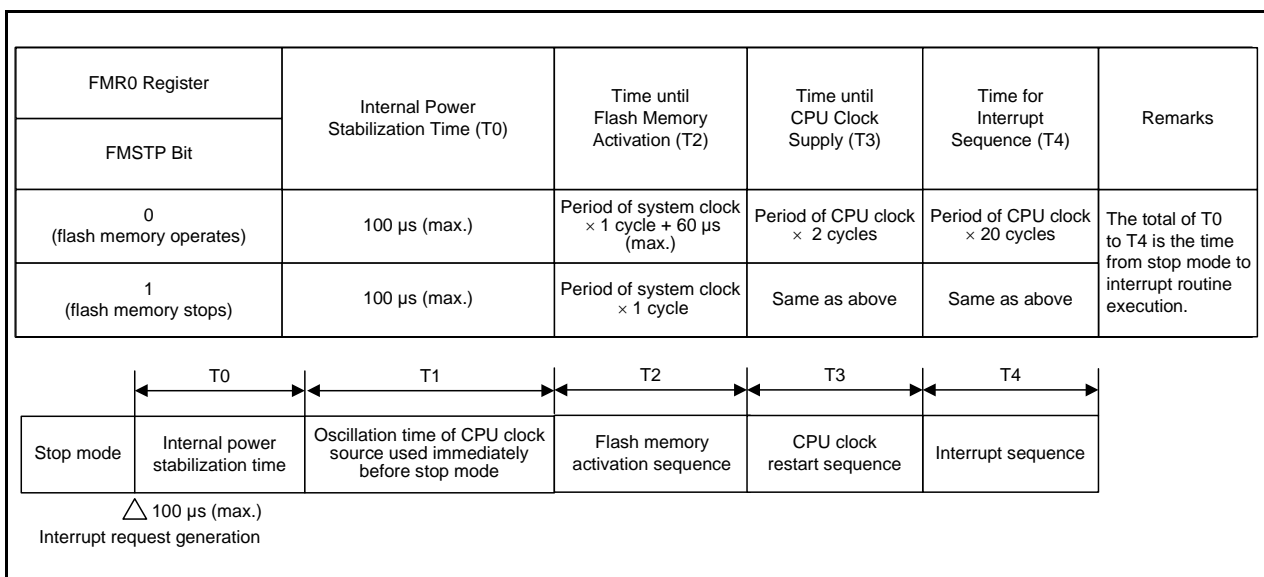 FMR0 Register
FMSTP Bit
Internal Power
Stabilization Time (T0)
Time until
Flash Memory
Activation (T2)
Time until
CPU Clock
Supply (T3)
Time for
Interrupt
Sequence (T4)
Remarks
0
(flash memory operates)
100 µs (max.)
Period of system clock
× 1 cycle + 60 µs
(max.)
Period of CPU clock
× 2 cycles
Period of CPU clock
× 20 cycles
The total of T0
to T4 is the time
from stop mode to
interrupt routine
execution.
1
(flash memory stops)
100 µs (max.)
Period of system clock
× 1 cycle
Same as above
Same as above
T0
T1
T2
T3
T4
Stop mode
Internal power
stabilization time
Oscillation time of CPU clock
source used immediately
before stop mode
Flash memory
activation sequence
CPU clock
restart sequence
Interrupt sequence
100 µs (max.)
Interrupt request generation